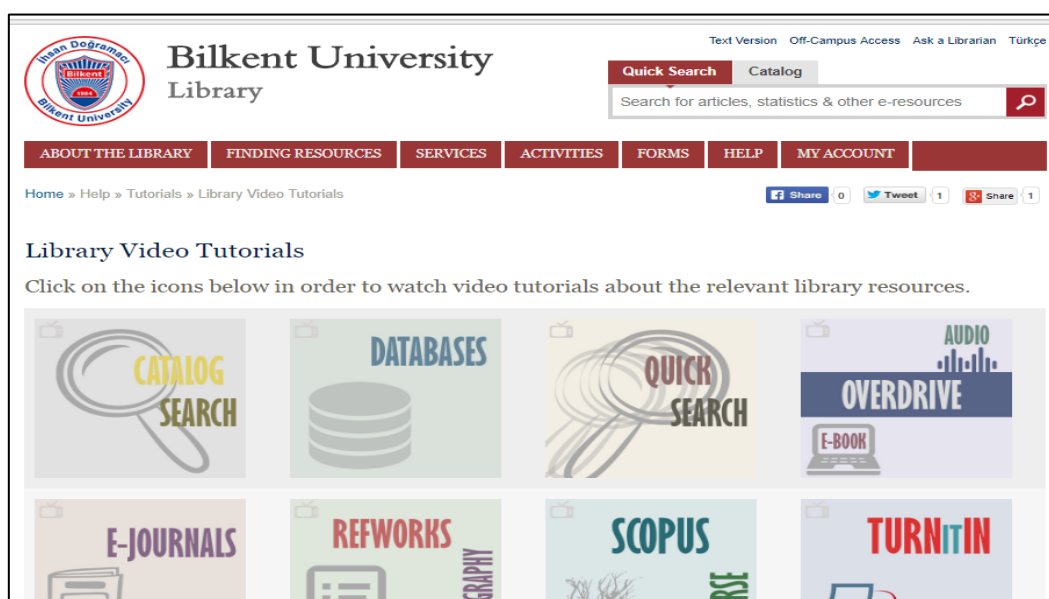 İhsan Doğramacı
Bilkent
1984
Bilkent University
Bilkent University
Library
Text Version Off-Campus Access Ask a Librarian Türkçe
Quick Search Catalog
Search for articles, statistics & other e-resources
ABOUT THE LIBRARY FINDING RESOURCES SERVICES ACTIVITIES FORMS HELP MY ACCOUNT
Home » Help » Tutorials » Library Video Tutorials
Share 0 Tweet 1 Share 1
Library Video Tutorials
Click on the icons below in order to watch video tutorials about the relevant library resources.
CATALOG
SEARCH
DATABASES
QUICK
SEARCH
AUDIO
OVERDRIVE
E-BOOK
E-JOURNALS
REFWORKS
SCOPUS
TURNITIN